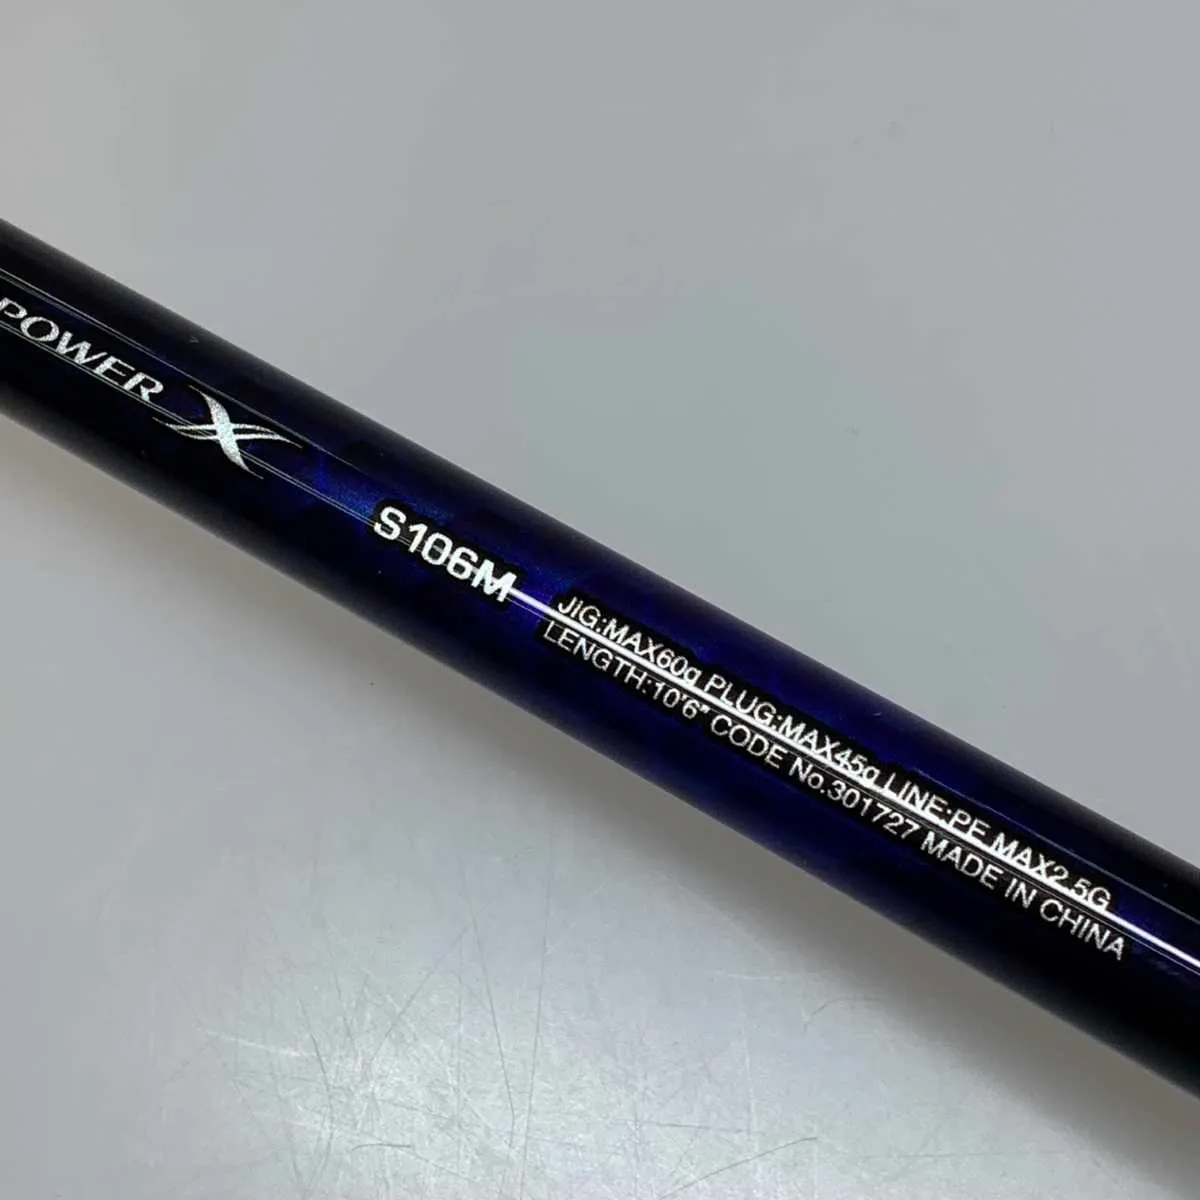 POWER X
S106M
JIG:MAX60g PLUG:MAX45g LINE:PE MAX2.5G
LENGTH:10'6" CODE No.301727 MADE IN CHINA